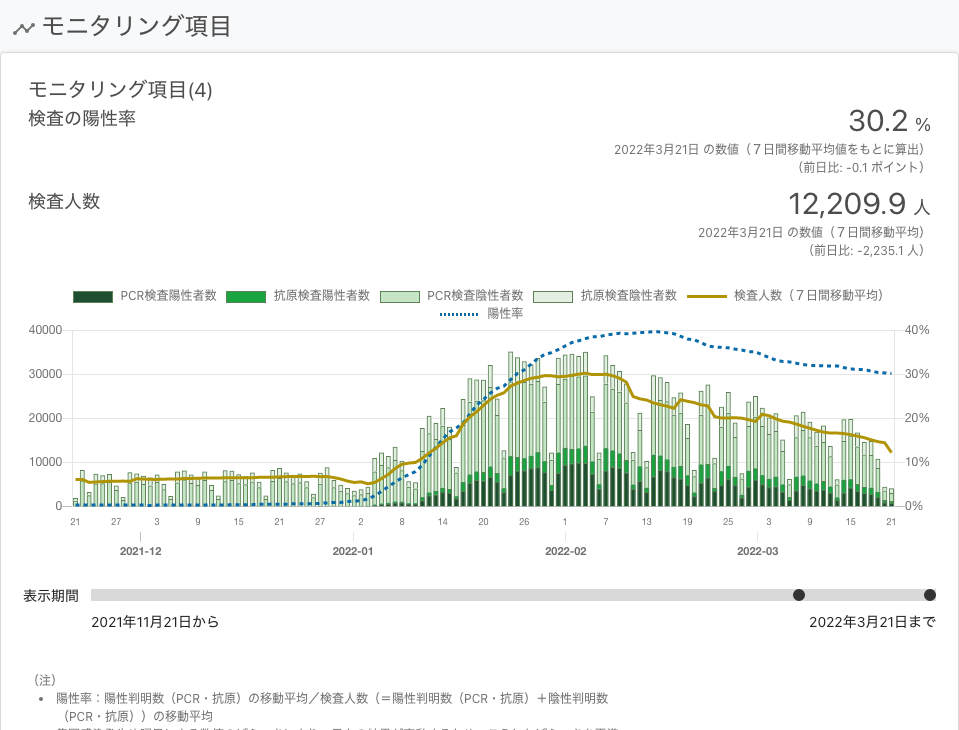 モニタリング項目
モニタリング項目(4)
検査の陽性率
30.2 %
2022年3月21日 の数値（７日間移動平均値をもとに算出）
（前日比: -0.1 ポイント）
検査人数
12,209.9 人
2022年3月21日 の数値（７日間移動平均）
（前日比: -2,235.1 人）
PCR検査陽性者数 抗原検査陽性者数 PCR検査陰性者数 抗原検査陰性者数 検査人数（７日間移動平均）
陽性率
40000 40%
30000 30%
20000 20%
10000 10%
0 0%
21 27 3 9 15 21 27 2 8 14 20 26 1 7 13 19 25 3 9 15 21
2021-12 2022-01 2022-02 2022-03
表示期間
2021年11月21日から 2022年3月21日まで
（注）
• 陽性率：陽性判明数（PCR・抗原）の移動平均／検査人数（＝陽性判明数（PCR・抗原）＋陰性判明数
（PCR・抗原））の移動平均